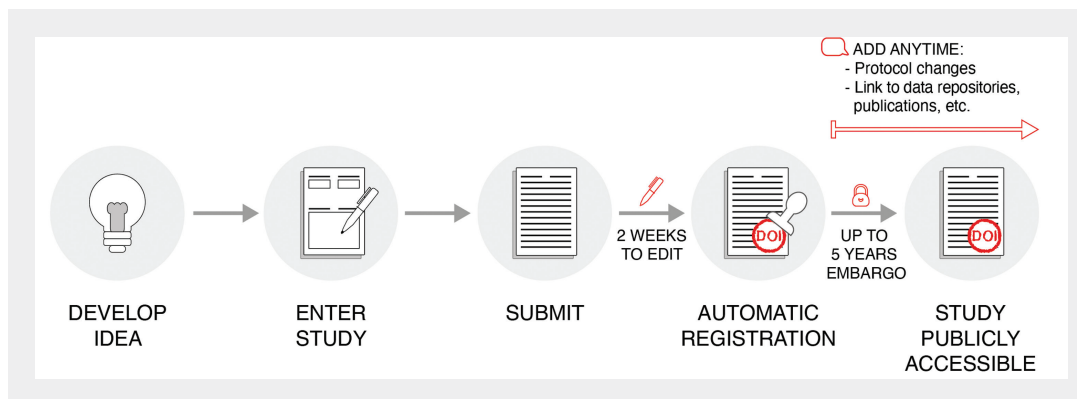 ADD ANYTIME:
- Protocol changes
- Link to data repositories,
publications, etc.
DOI
DOI
2 WEEKS
TO EDIT
UP TO
5 YEARS
EMBARGO
DEVELOP
IDEA
ENTER
STUDY
SUBMIT
AUTOMATIC
REGISTRATION
STUDY
PUBLICLY
ACCESSIBLE